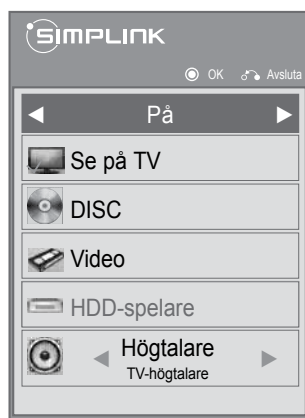 SIMPLINK
OK Avsluta
På
Se på TV
DISC
Video
HDD-spelare
Högtalare
TV-högtalare